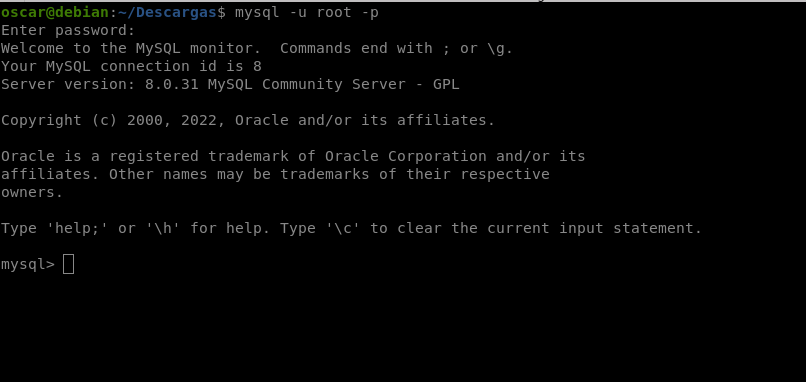 oscar@debian:~/Descargas$ mysql -u root -p
Enter password:
Welcome to the MySQL monitor.  Commands end with ; or \g.
Your MySQL connection id is 8
Server version: 8.0.31 MySQL Community Server - GPL

Copyright (c) 2000, 2022, Oracle and/or its affiliates.

Oracle is a registered trademark of Oracle Corporation and/or its
affiliates. Other names may be trademarks of their respective
owners.

Type 'help;' or '\h' for help. Type '\c' to clear the current input statement.

mysql>